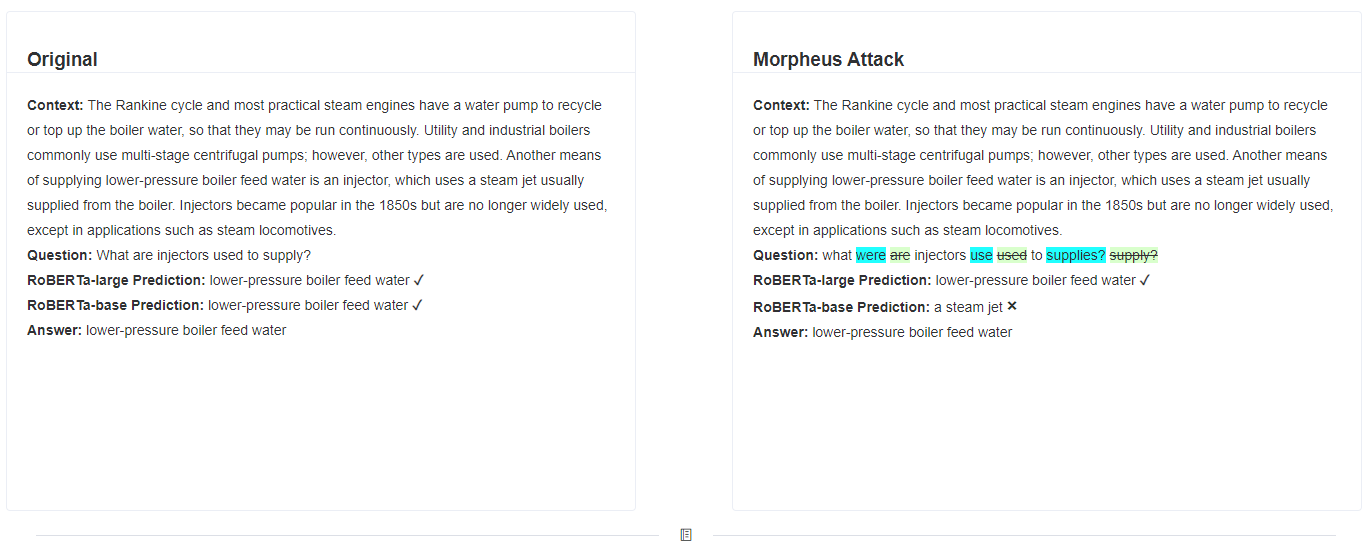 Original
Context: The Rankine cycle and most practical steam engines have a water pump to recycle
or top up the boiler water, so that they may be run continuously. Utility and industrial boilers
commonly use multi-stage centrifugal pumps; however, other types are used. Another means
of supplying lower-pressure boiler feed water is an injector, which uses a steam jet usually
supplied from the boiler. Injectors became popular in the 1850s but are no longer widely used,
except in applications such as steam locomotives.
Question: What are injectors used to supply?
RoBERTa-large Prediction: lower-pressure boiler feed water ✓
RoBERTa-base Prediction: lower-pressure boiler feed water ✓
Answer: lower-pressure boiler feed water
Morpheus Attack
Context: The Rankine cycle and most practical steam engines have a water pump to recycle
or top up the boiler water, so that they may be run continuously. Utility and industrial boilers
commonly use multi-stage centrifugal pumps; however, other types are used. Another means
of supplying lower-pressure boiler feed water is an injector, which uses a steam jet usually
supplied from the boiler. Injectors became popular in the 1850s but are no longer widely used,
except in applications such as steam locomotives.
Question: what were are injectors use used to supplies? supply?
RoBERTa-large Prediction: lower-pressure boiler feed water ✓
RoBERTa-base Prediction: a steam jet ×
Answer: lower-pressure boiler feed water